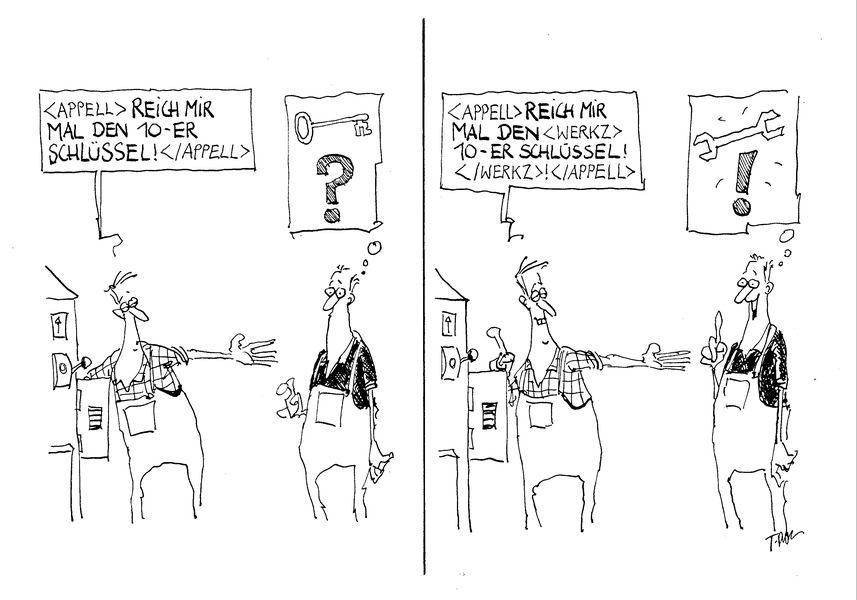 <APPELL> REICH MIR
MAL DEN 10-ER
SCHLÜSSEL!</APPELL>
?
<APPELL> REICH MIR
MAL DEN <WERKZ>
10-ER SCHLÜSSEL!
</WERKZ>!</APPELL>
!